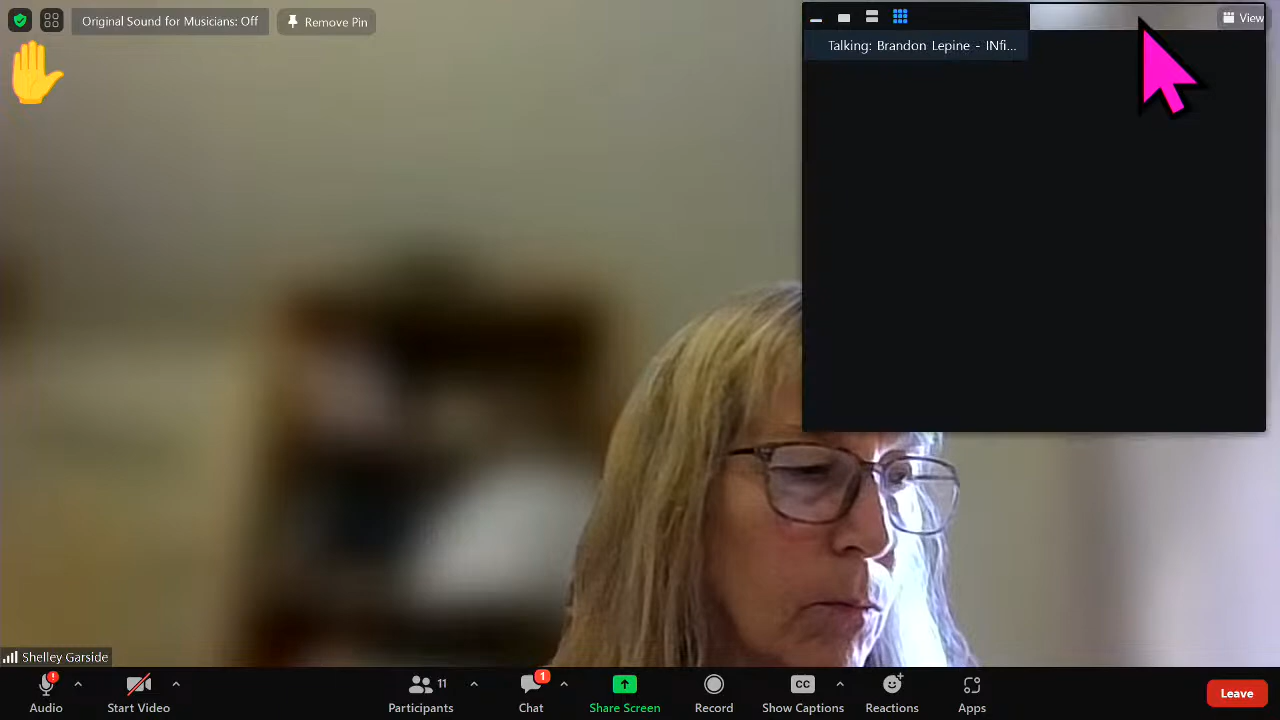 Original Sound for Musicians: Off
Remove Pin
View
Talking: Brandon Lepine - INfi...
Shelley Garside
11
1
CC
Audio
Start Video
Participants
Chat
Share Screen
Record
Show Captions
Reactions
Apps
Leave